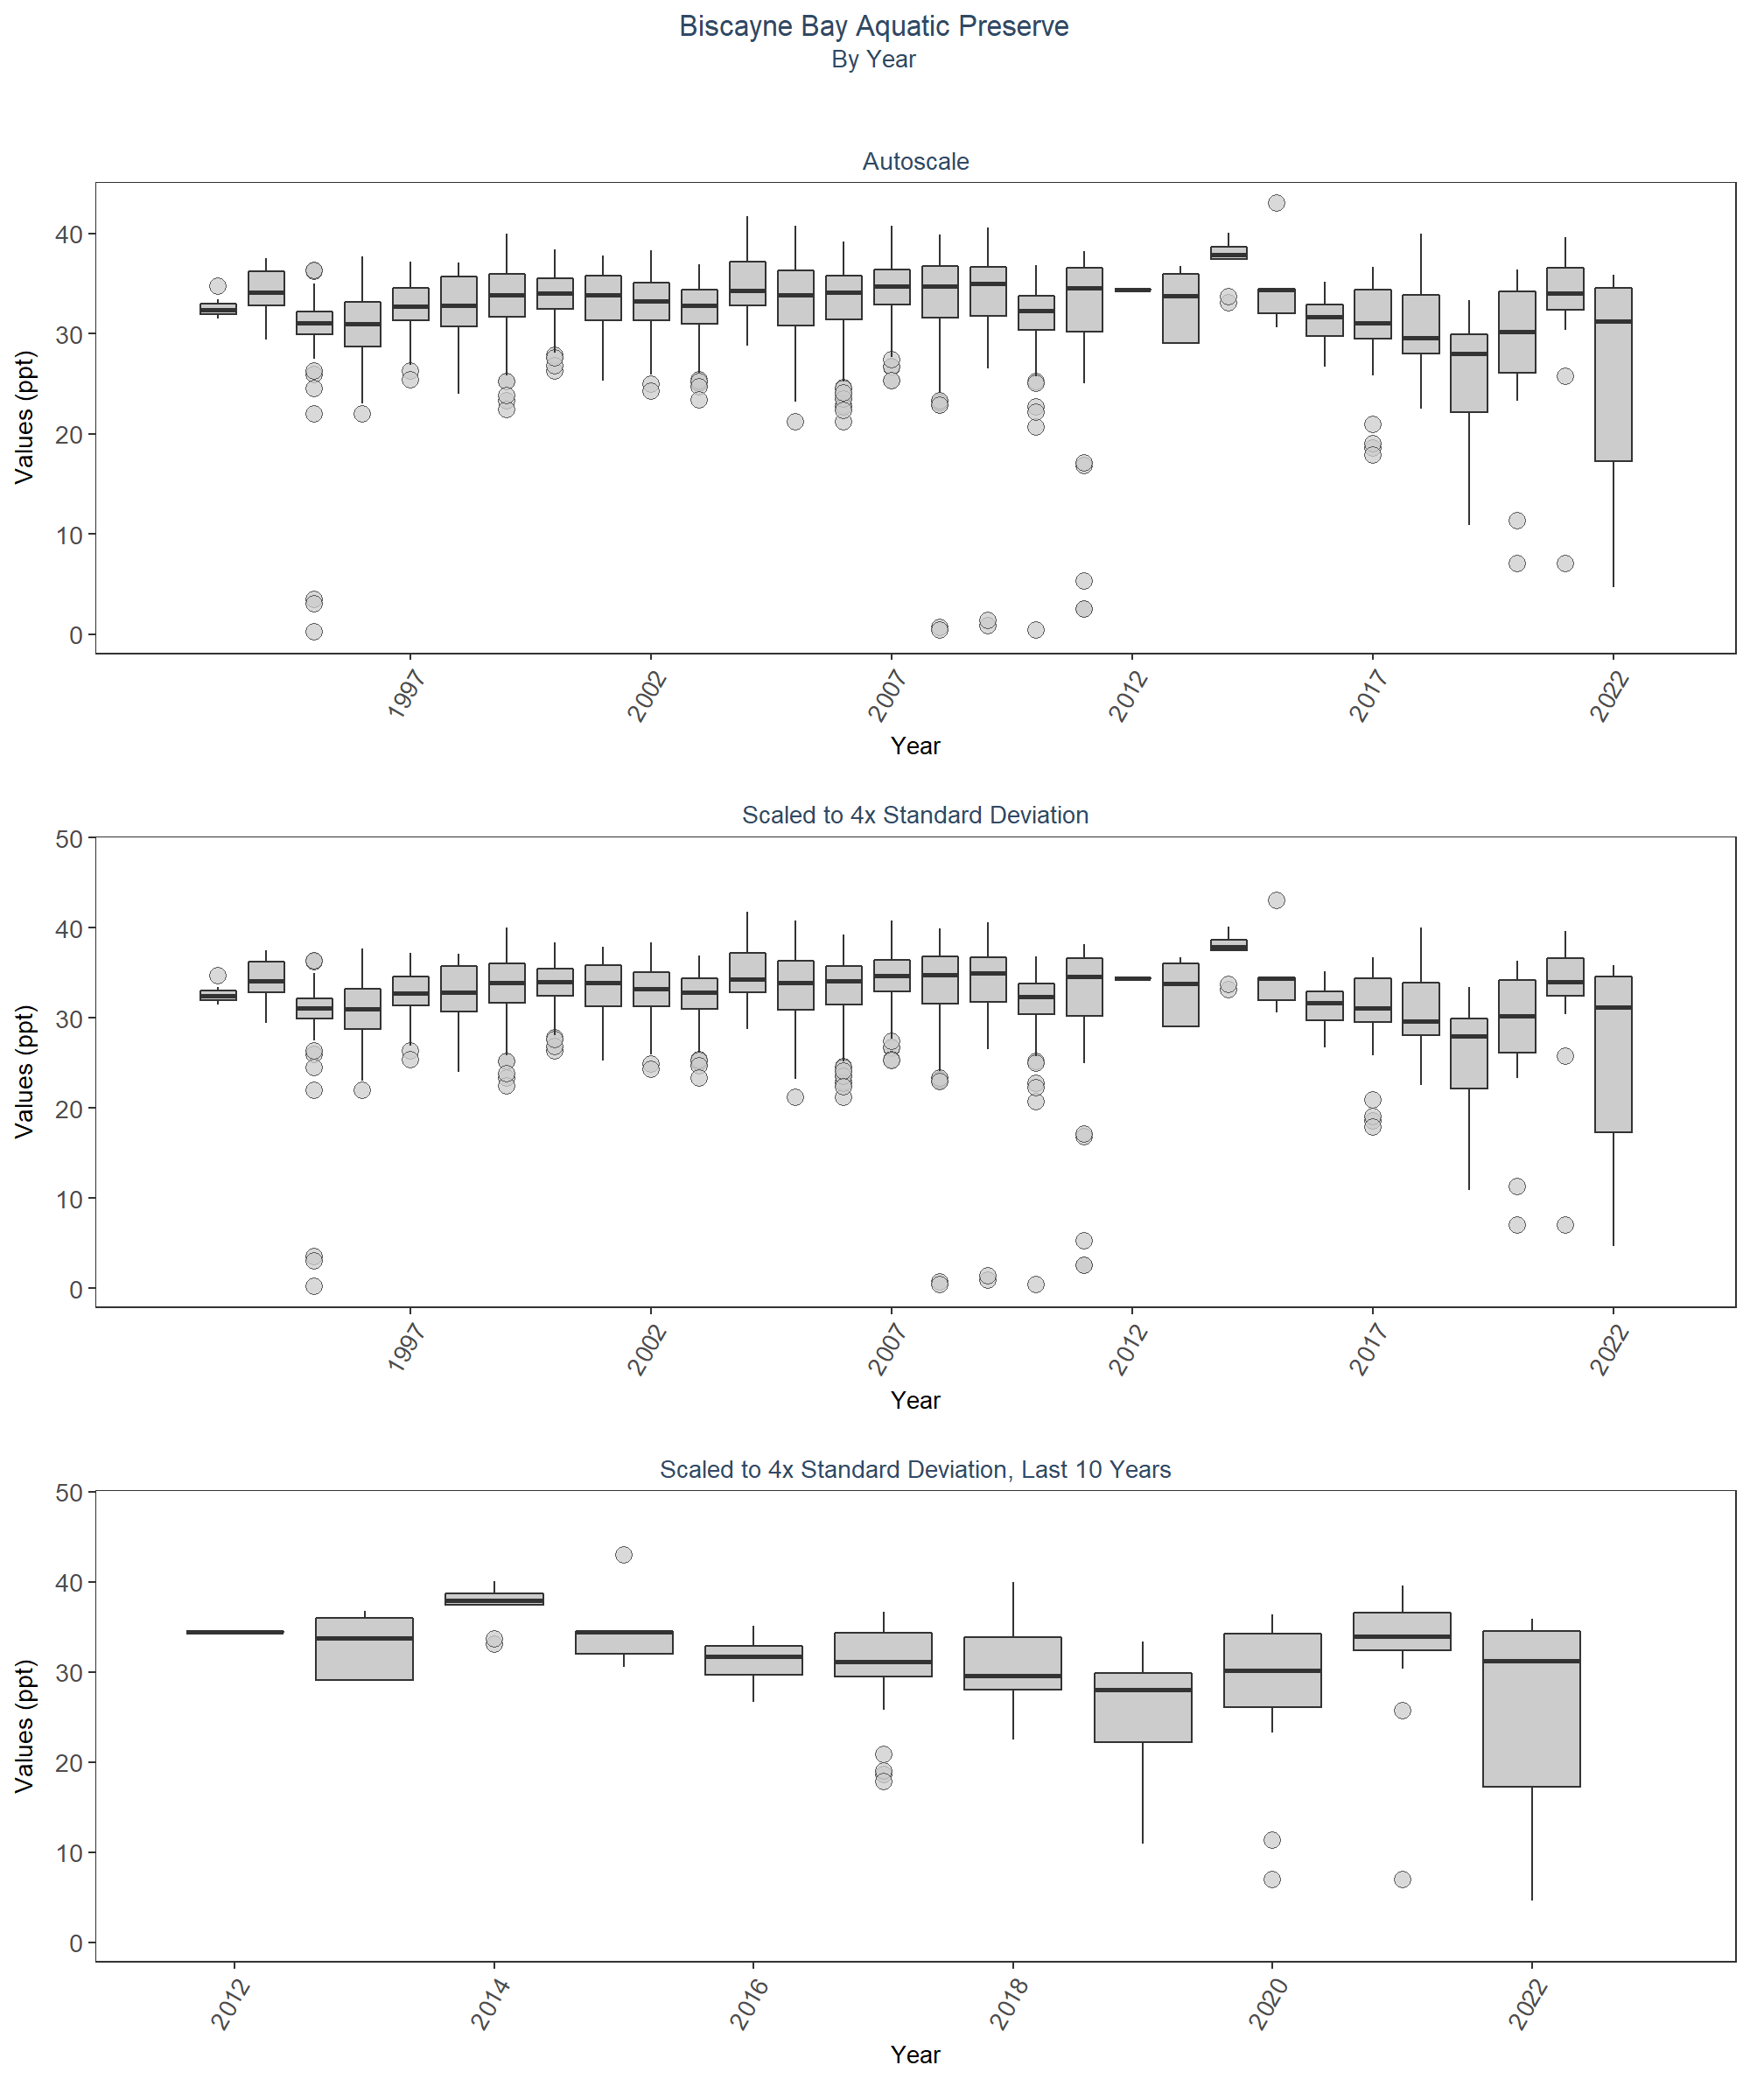 Biscayne Bay Aquatic Preserve
By Year
Autoscale
Values (ppt)
40
30
20
10
0
1997 2002 2007 2012 2017 2022
Year
Scaled to 4x Standard Deviation
Values (ppt)
50
40
30
20
10
0
1997 2002 2007 2012 2017 2022
Year
Scaled to 4x Standard Deviation, Last 10 Years
Values (ppt)
50
40
30
20
10
0
2012 2014 2016 2018 2020 2022
Year